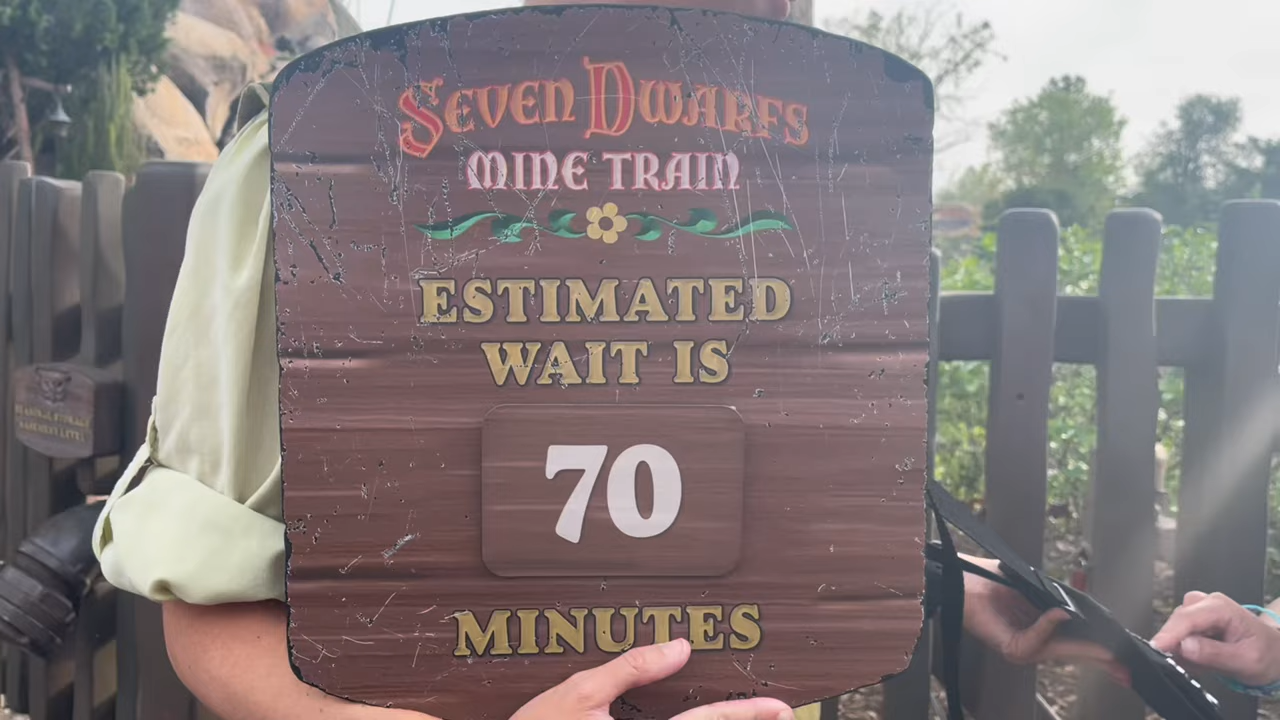 SEVEN DWARFS
MINE TRAIN
ESTIMATED
WAIT IS
70
MINUTES